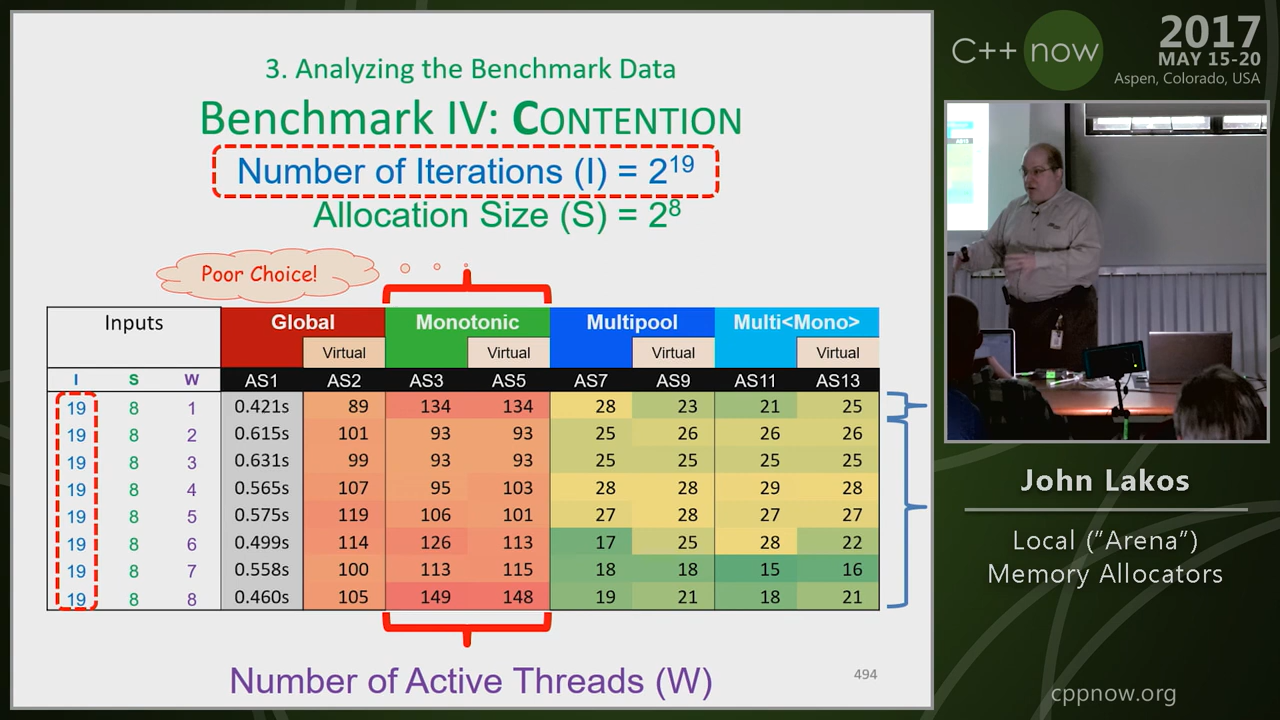 3. Analyzing the Benchmark Data
Benchmark IV: CONTENTION
Number of Iterations (I) = 2¹⁹
Allocation Size (S) = 2⁸
Poor Choice!
Inputs Global Monotonic Multipool Multi<Mono>
Virtual Virtual Virtual Virtual
I S W AS1 AS2 AS3 AS5 AS7 AS9 AS11 AS13
19 8 1 0.421s 89 134 134 28 23 21 25
19 8 2 0.615s 101 93 93 25 26 26 26
19 8 3 0.631s 99 93 93 25 25 25 25
19 8 4 0.565s 107 95 103 28 28 29 28
19 8 5 0.575s 119 106 101 27 28 27 27
19 8 6 0.499s 114 126 113 17 25 28 22
19 8 7 0.558s 100 113 115 18 18 15 16
19 8 8 0.460s 105 149 148 19 21 18 21
Number of Active Threads (W)
494
C++ now
2017
MAY 15-20
Aspen, Colorado, USA
John Lakos
Local ("Arena")
Memory Allocators
cppnow.org